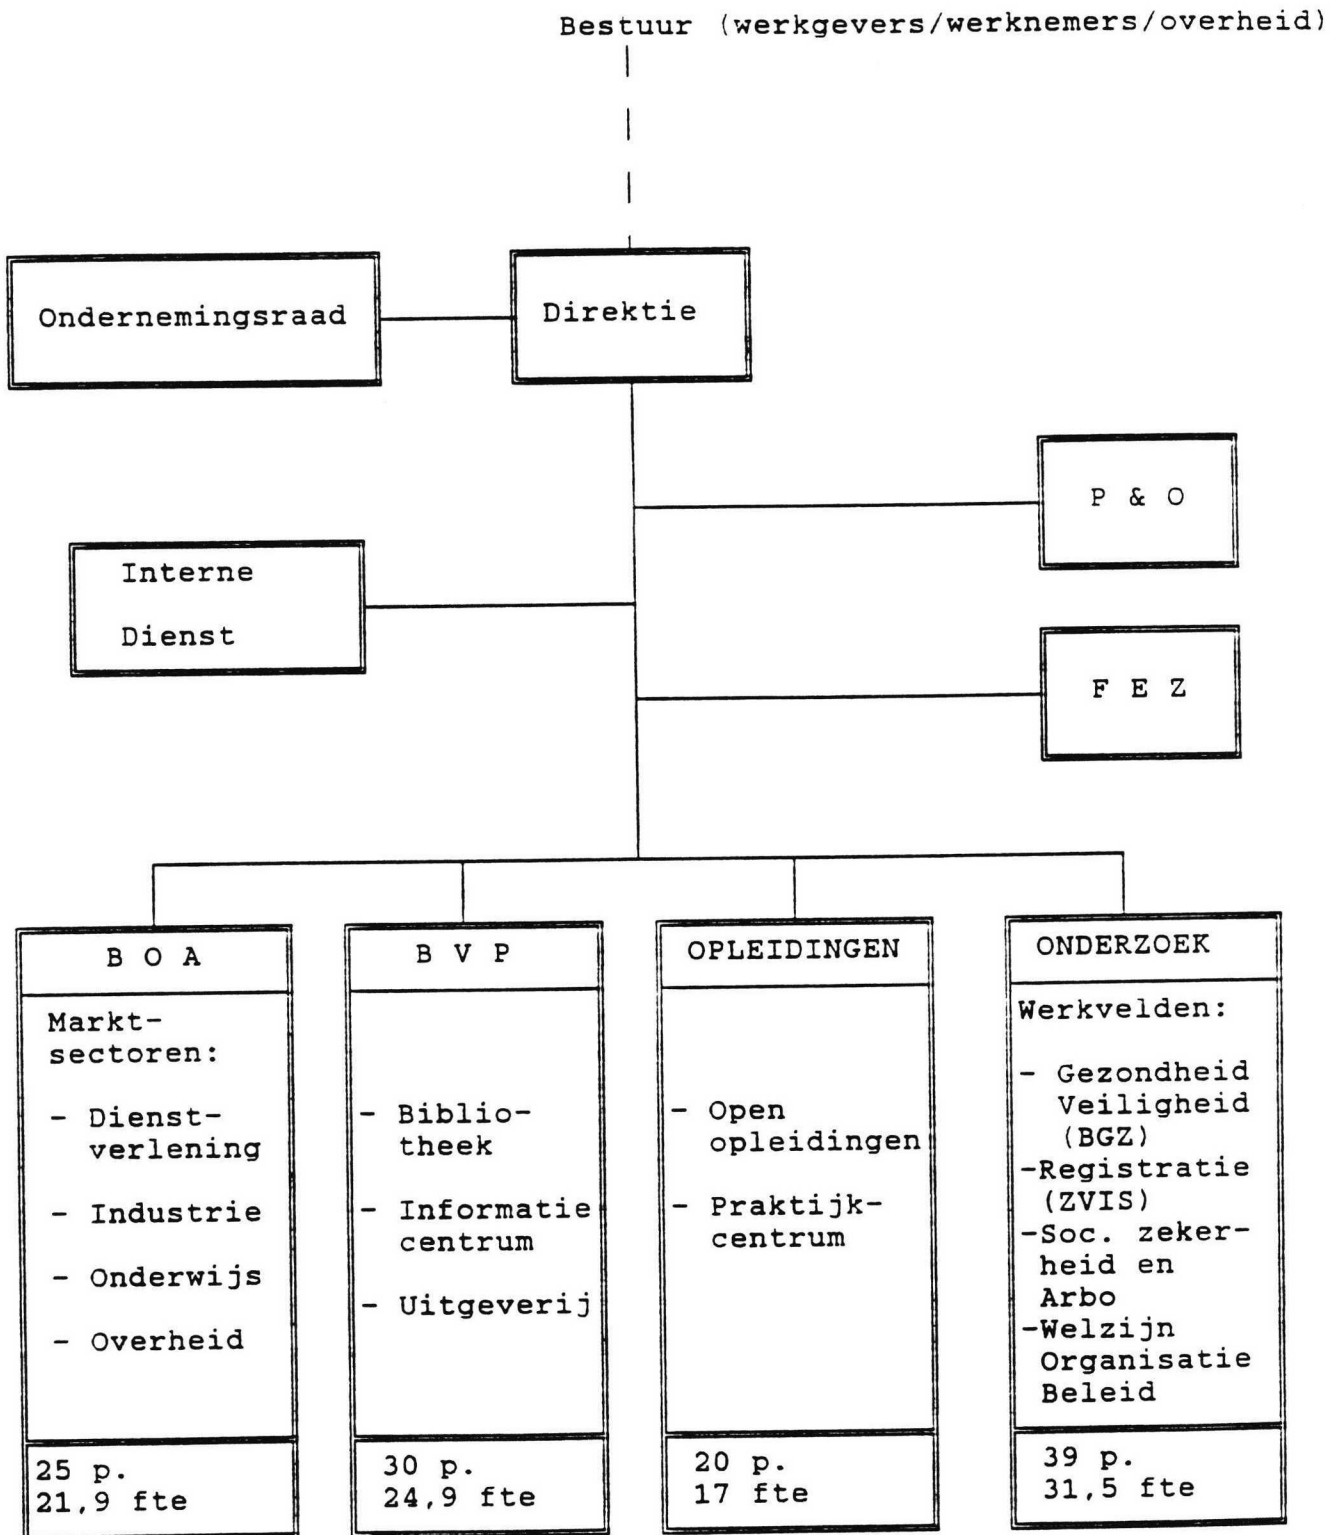 Bestuur (werkgevers/werknemers/overheid)
Ondernemingsraad
Direktie
P & O
Interne
Dienst
F E Z
B O A
Markt-
sectoren:
- Dienst-
verlening
- Industrie
- Onderwijs
- Overheid
25 p.
21,9 fte
B V P
- Biblio-
theek
- Informatie
centrum
- Uitgeverij
30 p.
24,9 fte
OPLEIDINGEN
- Open
opleidingen
- Praktijk-
centrum
20 p.
17 fte
ONDERZOEK
Werkvelden:
- Gezondheid
Veiligheid
(BGZ)
-Registratie
(ZVIS)
-Soc. zeker-
heid en
Arbo
-Welzijn
Organisatie
Beleid
39 p.
31,5 fte